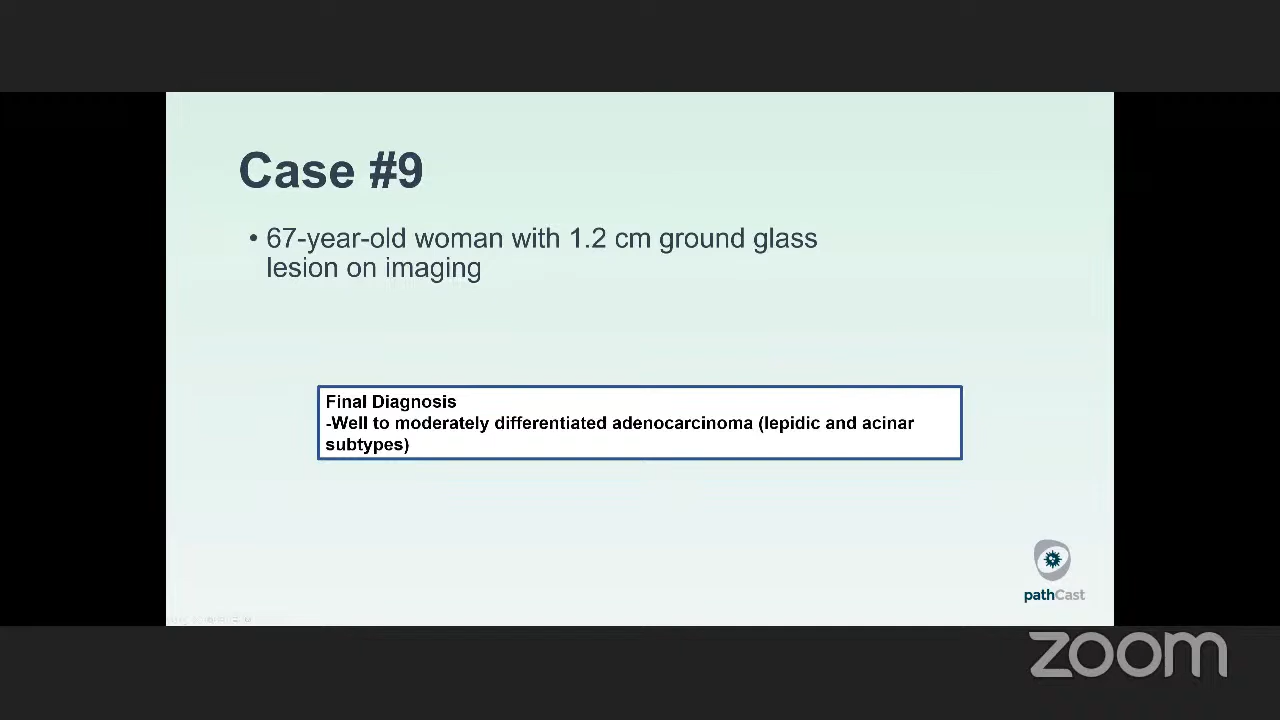 Case #9
• 67-year-old woman with 1.2 cm ground glass
lesion on imaging
Final Diagnosis
-Well to moderately differentiated adenocarcinoma (lepidic and acinar
subtypes)
pathCast
zoom